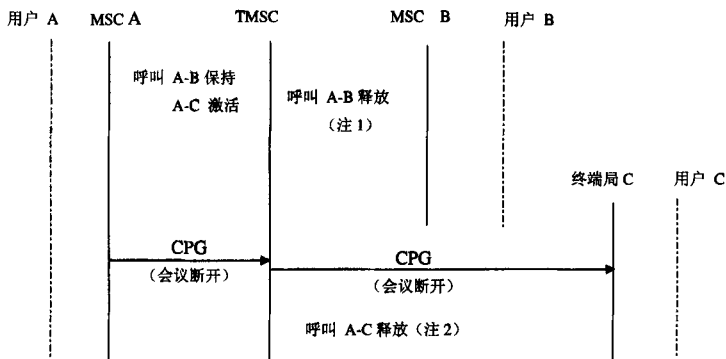 用户 A MSC A TMSC MSC B 用户 B
呼叫 A-B 保持
A-C 激活
呼叫 A-B 释放
（注 1）
终端局 C 用户 C
CPG
（会议断开）
CPG
（会议断开）
呼叫 A-C 释放（注 2）